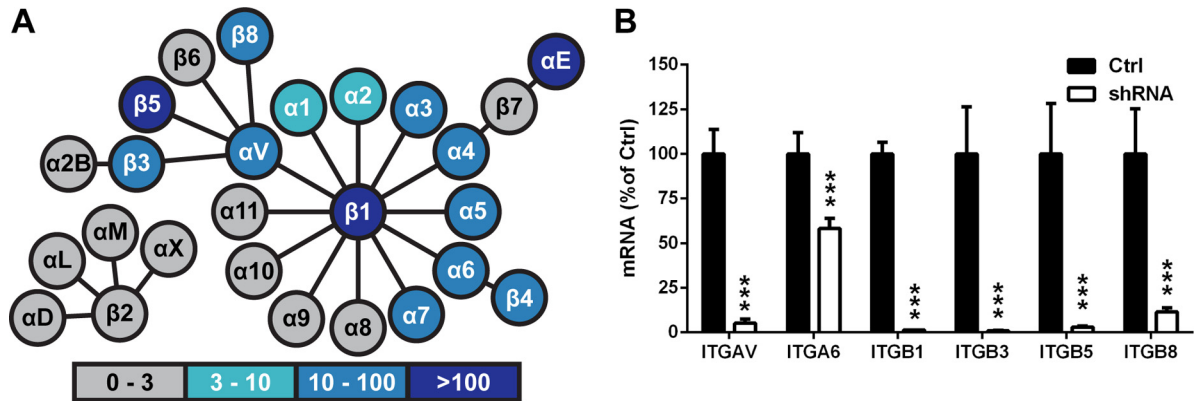 A
β8
β6
αE
β5
α1
α2
α3
β7
αV
α4
α2B
β3
α11
β1
α5
αM
αL
αX
α10
α6
β4
αD
β2
α9
α8
α7
0 - 3
3 - 10
10 - 100
>100
B
Ctrl
shRNA
mRNA (% of Ctrl)
150
125
100
75
50
25
0
***
***
***
***
***
***
ITGAV
ITGA6
ITGB1
ITGB3
ITGB5
ITGB8